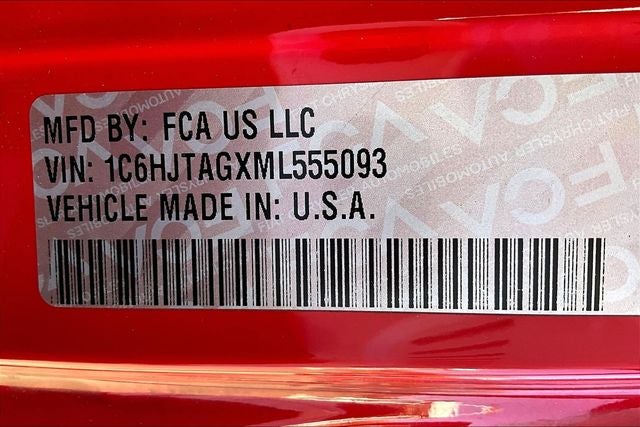 MFD BY: FCA US LLC
VIN: 1C6HJTAGXML555093
VEHICLE MADE IN: U.S.A.